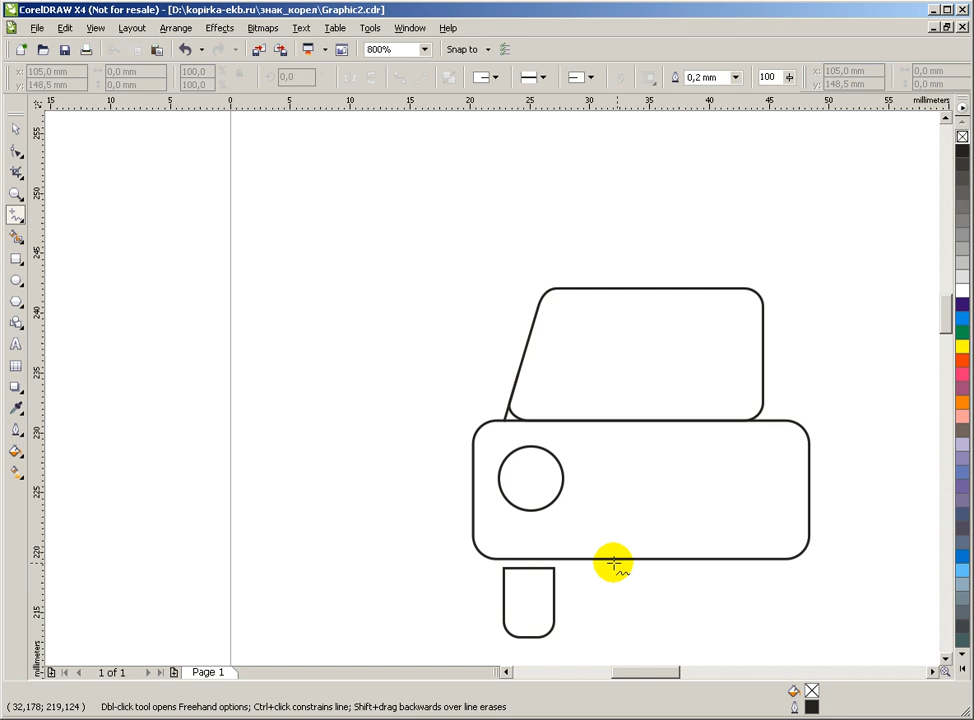 CorelDRAW X4 (Not for resale) - [D:\kopirka-ekb.ru\знак_корел\Graphic2.cdr]
File Edit View Layout Arrange Effects Bitmaps Text Table Tools Window Help
800% Snap to
x: 105,0 mm 0,0 mm 100,0 0,0 0,2 mm 100 x: 105,0 mm 0,0 mm
y: 148,5 mm 0,0 mm 100,0 y: 148,5 mm 0,0 mm
15 10 5 0 5 10 15 20 25 30 35 40 45 50 55 millimeters
255
250
245
240
235
230
225
220
215
millimeters
1 of 1 Page 1
( 32,178; 219,124 ) Dbl-click tool opens Freehand options; Ctrl+click constrains line; Shift+drag backwards over line erases